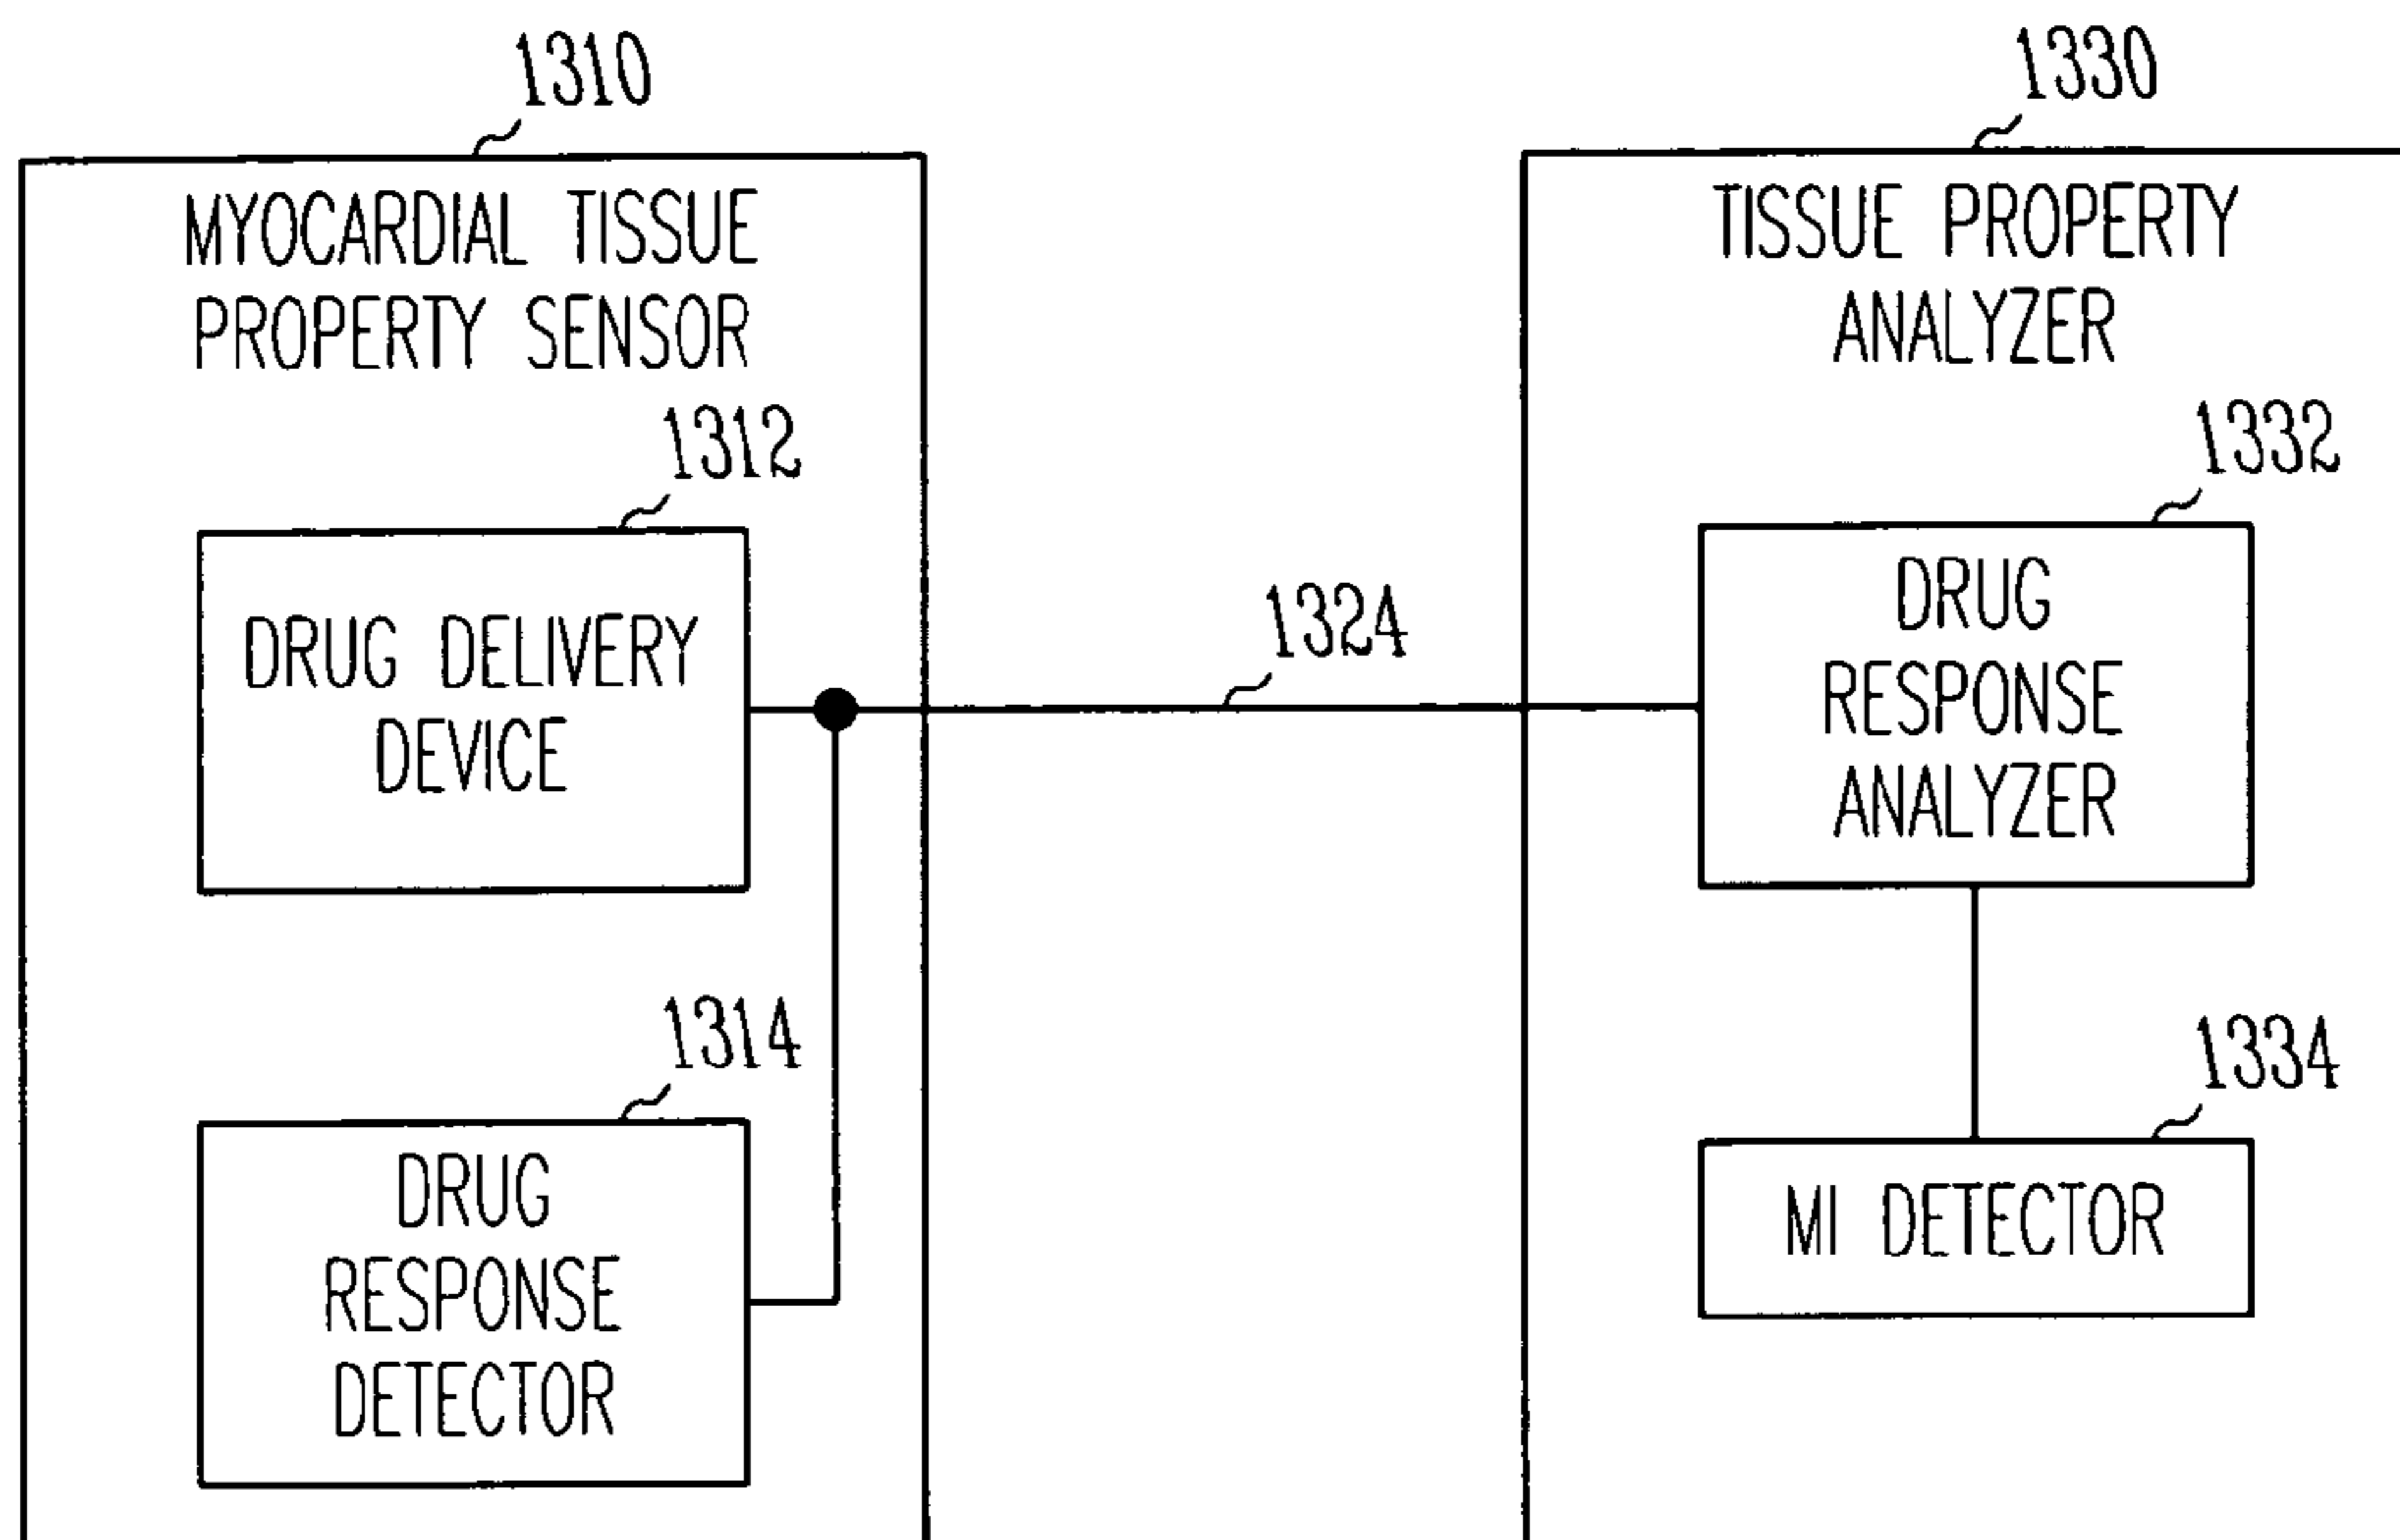 1310
MYOCARDIAL TISSUE
PROPERTY SENSOR
1312
DRUG DELIVERY
DEVICE
1314
DRUG
RESPONSE
DETECTOR
1324
1330
TISSUE PROPERTY
ANALYZER
1332
DRUG
RESPONSE
ANALYZER
1334
MI DETECTOR